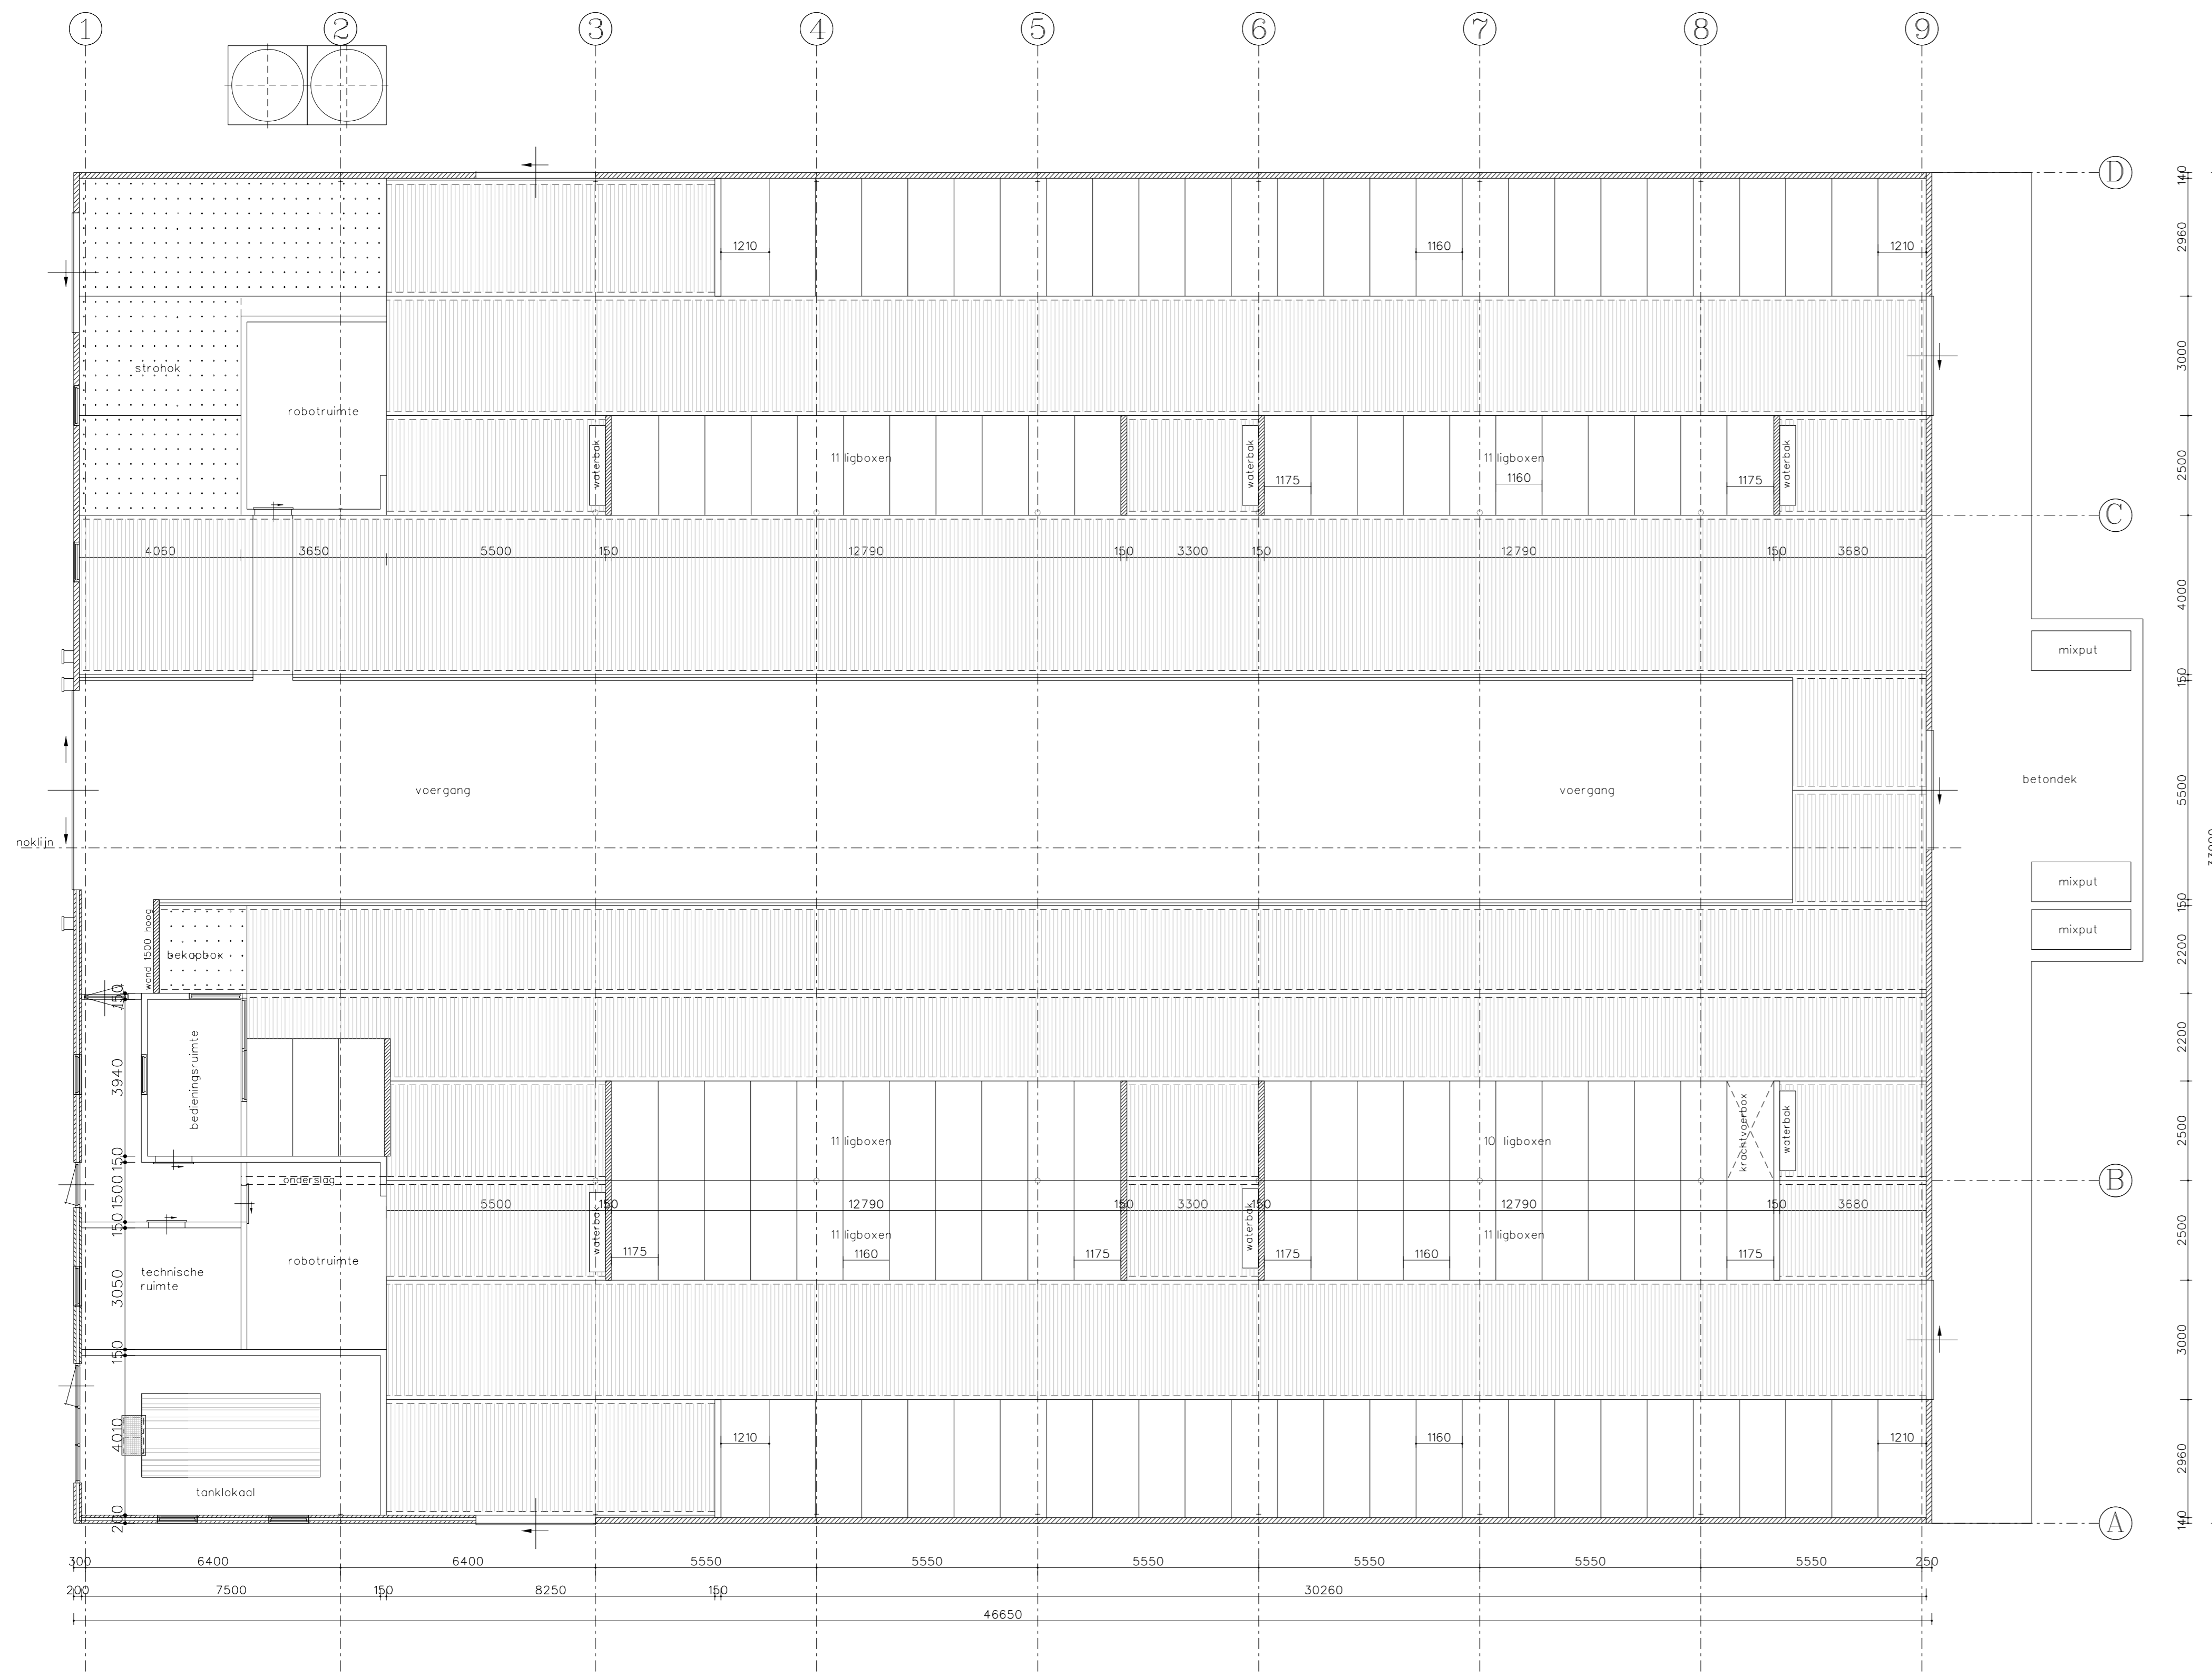 1 2 3 4 5 6 7 8 9
D
140
1210 1160 1210
2960
strohok
robotruimte
3000
waterbak
11 ligboxen
waterbak
11 ligboxen
waterbak
1175 1160 1175
2500
C
4060 3650 5500 150 12790 150 3300 150 12790 150 3680
4000
mixput
150
voergang
voergang
betondek
5500
noklijn
33000
mixput
150
mixput
wand 1500 hoog
bekapbox
2200
150
bedieningsruimte
3940
2200
11 ligboxen
10 ligboxen
krachtvoerbox
waterbak
2500
150
onderslag
1500
B
5500 150 12790 150 3300 150 12790 150 3680
waterbak
waterbak
150
11 ligboxen
11 ligboxen
1175 1160 1175 1175 1160 1175
2500
technische
ruimte
robotruimte
3050
3000
150
1210 1160 1210
4010
2960
tanklokaal
200
140
A
300 6400 6400 5550 5550 5550 5550 5550 5550 250
200 7500 150 8250 150 30260
46650